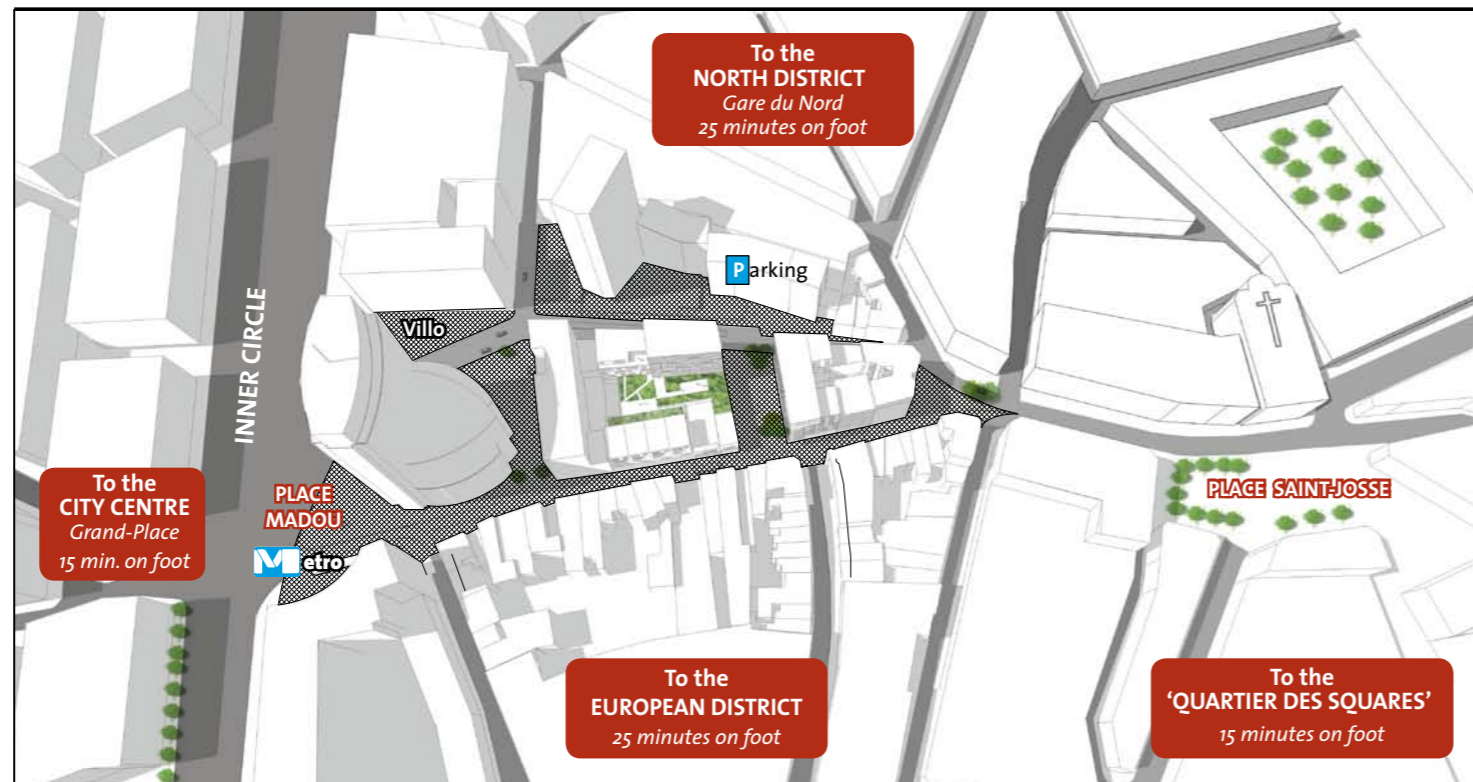 To the
NORTH DISTRICT
Gare du Nord
25 minutes on foot
Parking
Villo
INNER CIRCLE
To the
CITY CENTRE
Grand-Place
15 min. on foot
PLACE
MADOU
Metro
PLACE SAINT-JOSSE
To the
EUROPEAN DISTRICT
25 minutes on foot
To the
‘QUARTIER DES SQUARES’
15 minutes on foot